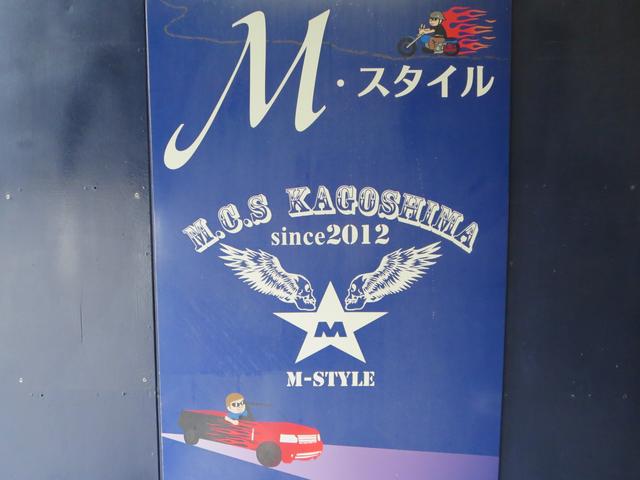 M・スタイル
M.C.S KAGOSHIMA
since2012
M
M-STYLE